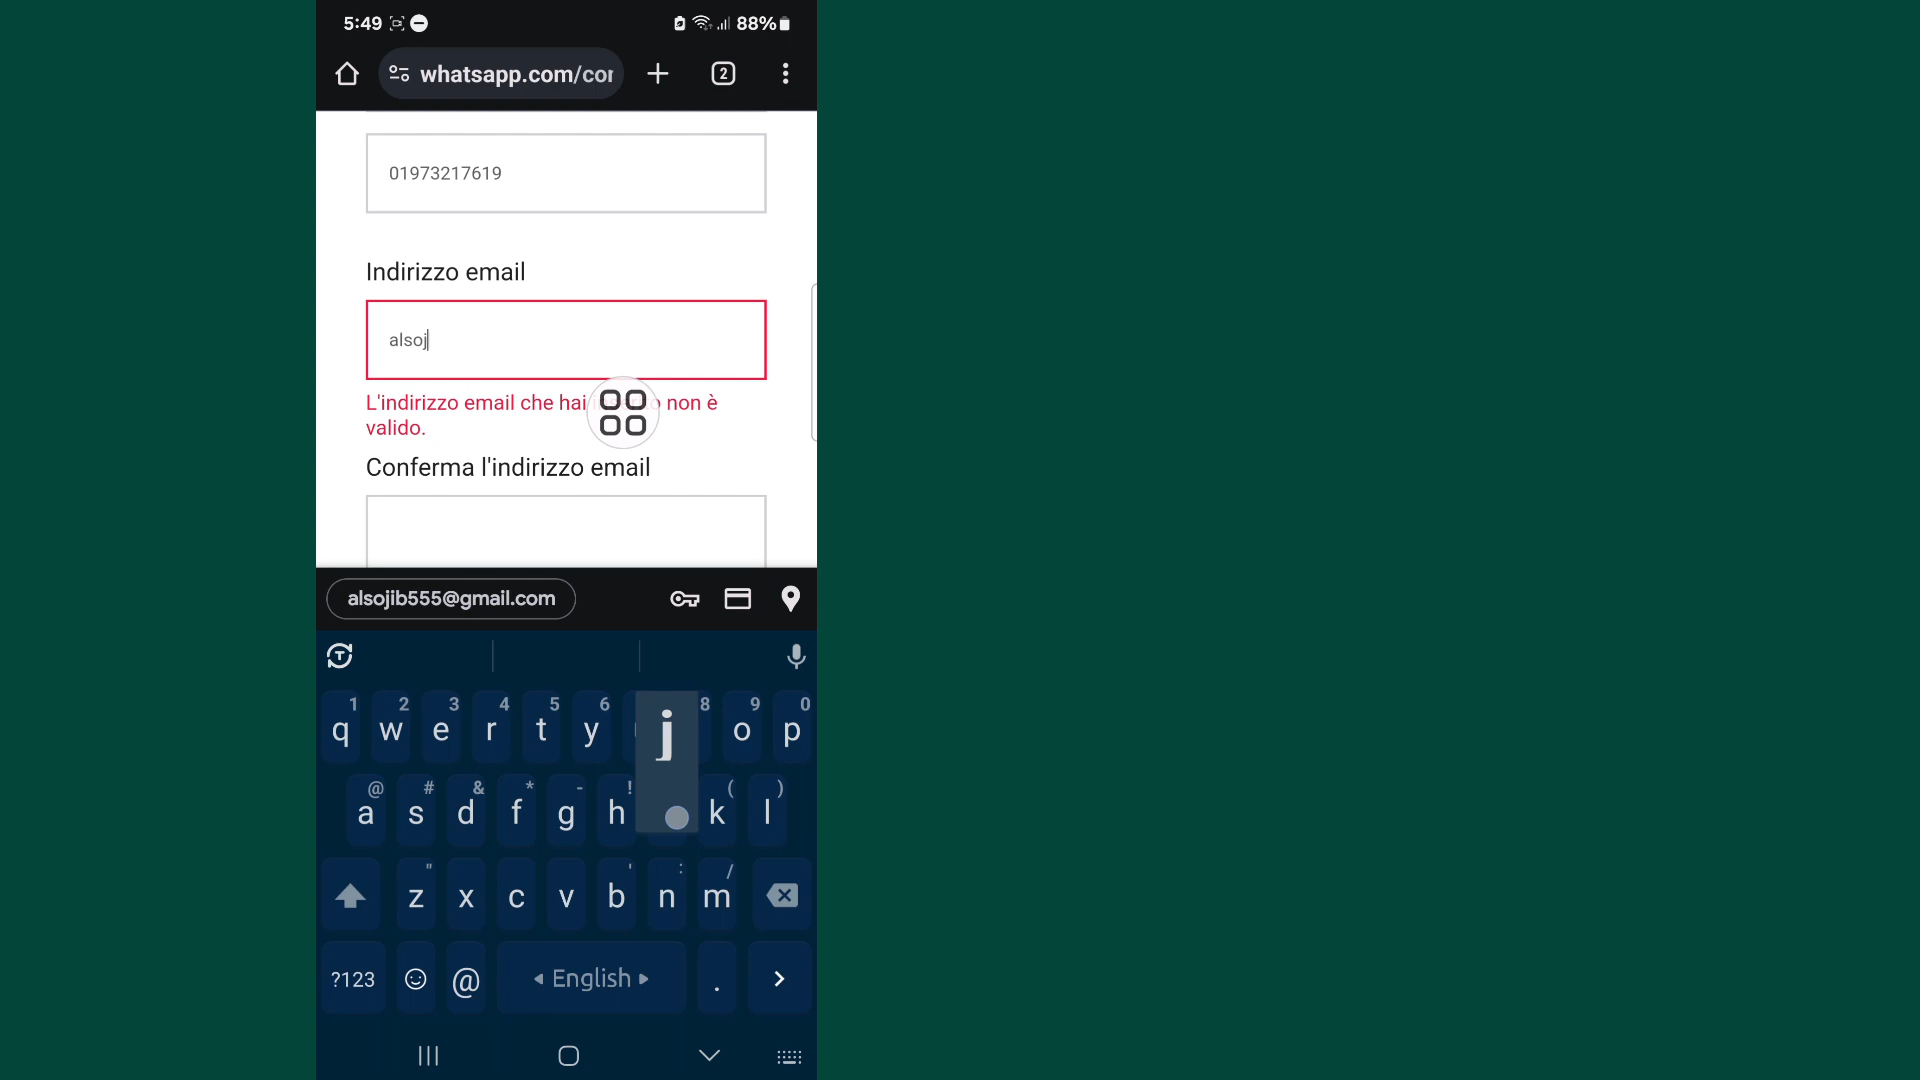 5:49
88%
whatsapp.com/cor
2
01973217619
Indirizzo email
alsoj
L'indirizzo email che hai non è
valido.
Conferma l'indirizzo email
alsojib555@gmail.com
T
1 2 3 4 5 6 8 9 0
q w e r t y j o p
@ # & * - ! ( )
a s d f g h k l
" ' : /
z x c v b n m
?123 @ English .